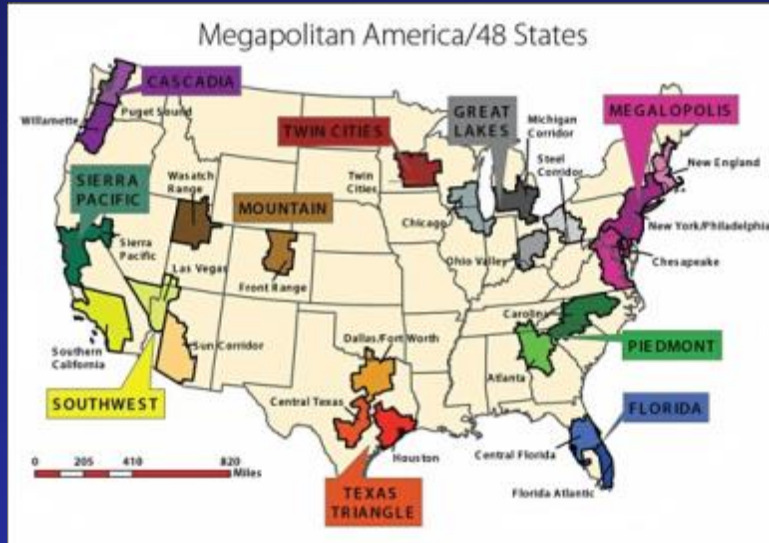 Megapolitan America/48 States
CASCADIA
Willamette
Puget Sound
SIERRA
PACIFIC
Wasatch
Range
MOUNTAIN
TWIN CITIES
Twin
Cities
GREAT
LAKES
Michigan
Corridor
Steel
Corridor
MEGALOPOLIS
New England
New York/Philadelphia
Chesapeake
Chicago
Ohio Valley
Sierra
Pacific
Las Vegas
Front Range
Southern
California
Sun Corridor
SOUTHWEST
Dallas/Fort Worth
Central Texas
Houston
TEXAS
TRIANGLE
Carolina
Atlanta
PIEDMONT
FLORIDA
Central Florida
Florida Atlantic
0 205 410 820
Miles